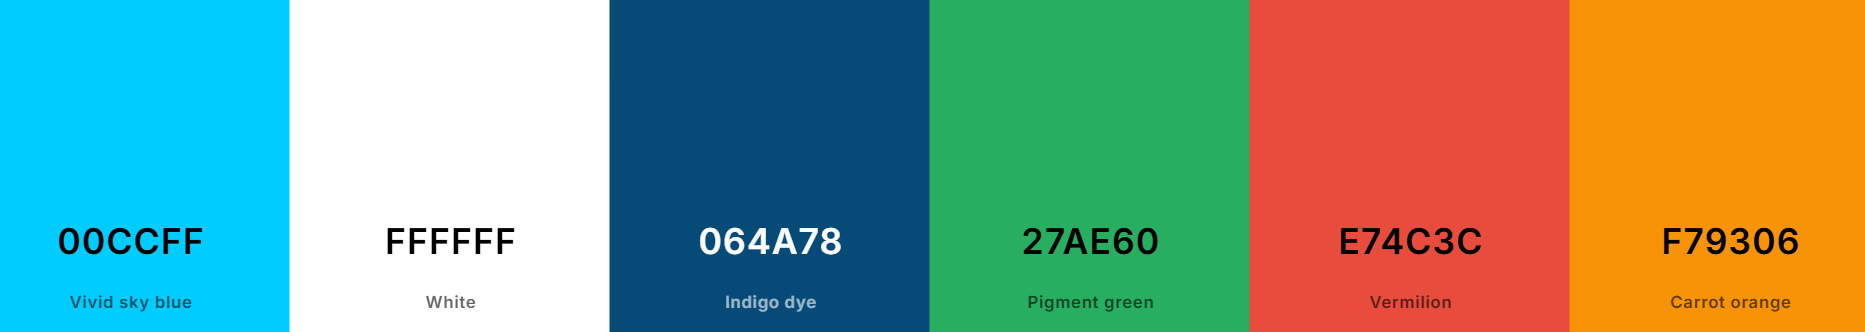 00CCFF
Vivid sky blue
FFFFFF
White
064A78
Indigo dye
27AE60
Pigment green
E74C3C
Vermilion
F79306
Carrot orange